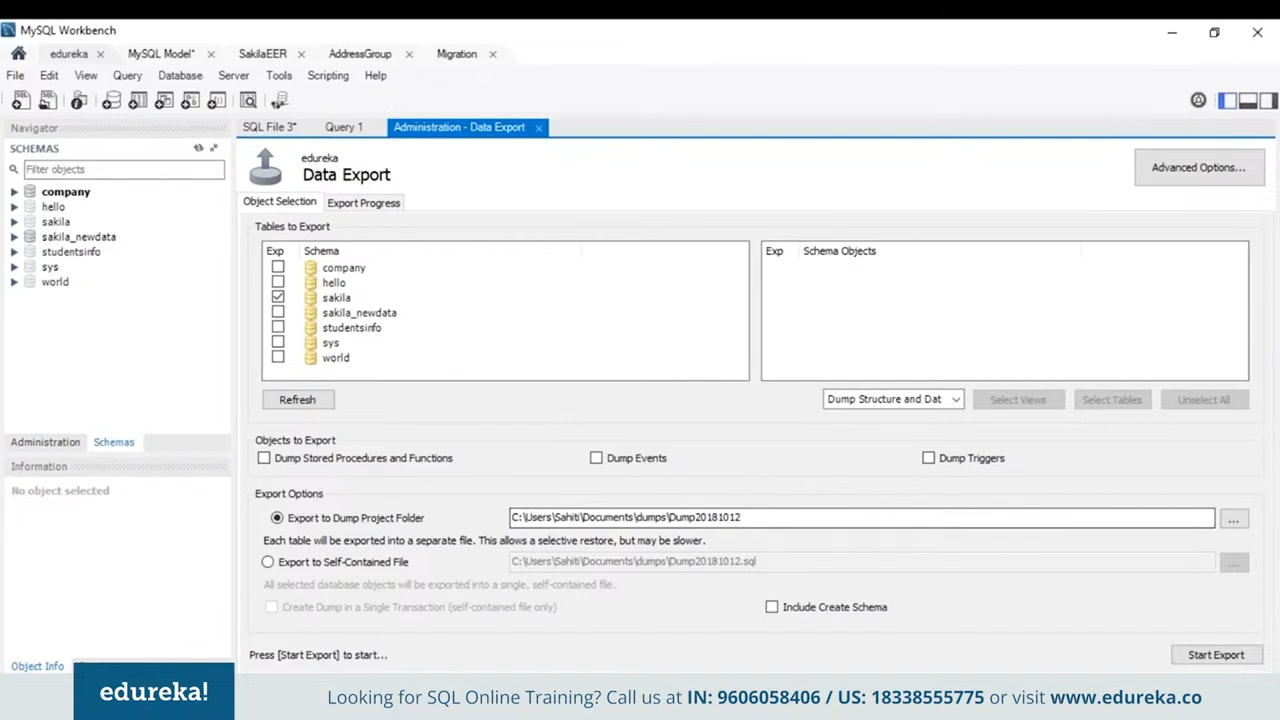 MySQL Workbench
edureka MySQL Model* SakilaEER AddressGroup Migration
File Edit View Query Database Server Tools Scripting Help
Navigator
SQL File 3* Query 1 Administration - Data Export
SCHEMAS
Filter objects
company
hello
sakila
sakila_newdata
studentsinfo
sys
world
Administration Schemas
Information
No object selected
Object Info
edureka
Data Export
Advanced Options...
Object Selection Export Progress
Tables to Export
Exp Schema
company
hello
sakila
sakila_newdata
studentsinfo
sys
world
Exp Schema Objects
Refresh Dump Structure and Dat Select Views Select Tables Unselect All
Objects to Export
Dump Stored Procedures and Functions Dump Events Dump Triggers
Export Options
Export to Dump Project Folder C:\Users\Sahiti\Documents\dumps\Dump20181012 ...
Each table will be exported into a separate file. This allows a selective restore, but may be slower.
Export to Self-Contained File C:\Users\Sahiti\Documents\dumps\Dump20181012.sql ...
All selected database objects will be exported into a single, self-contained file.
Create Dump in a Single Transaction (self-contained file only) Include Create Schema
Press [Start Export] to start... Start Export
edureka! Looking for SQL Online Training? Call us at IN: 9606058406 / US: 18338555775 or visit www.edureka.co